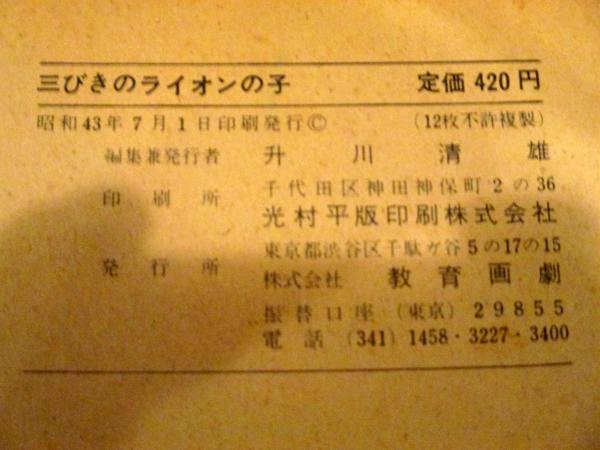 三びきのライオンの子 定価420円
昭和43年7月1日印刷発行© (12枚不許複製)
編集兼発行者 升川清雄
印刷所 千代田区神田神保町2の36
光村平版印刷株式会社
発行所 東京都渋谷区千駄ケ谷5の17の15
株式会社 教育画劇
振替口座(東京)29855
電話(341)1458・3227・3400